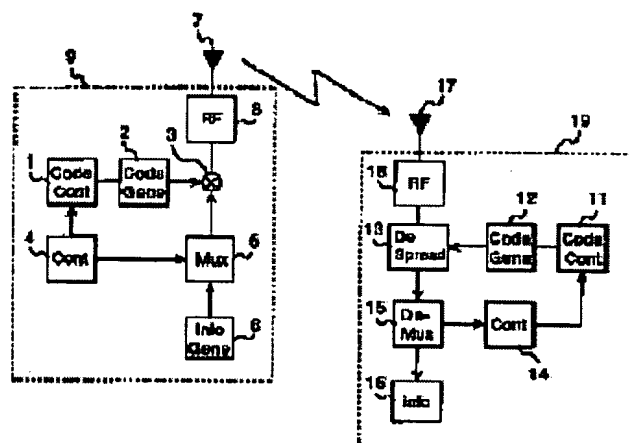 7
9
RF
8
17
19
1
Code
Cont
2
Code
Gene
3
18
RF
12
11
4
Cont
Mux
5
13
De
Spread
Code
Gene
Code
Cont.
Info
Gene
6
15
De-
Mux
Cont
14
16
Info